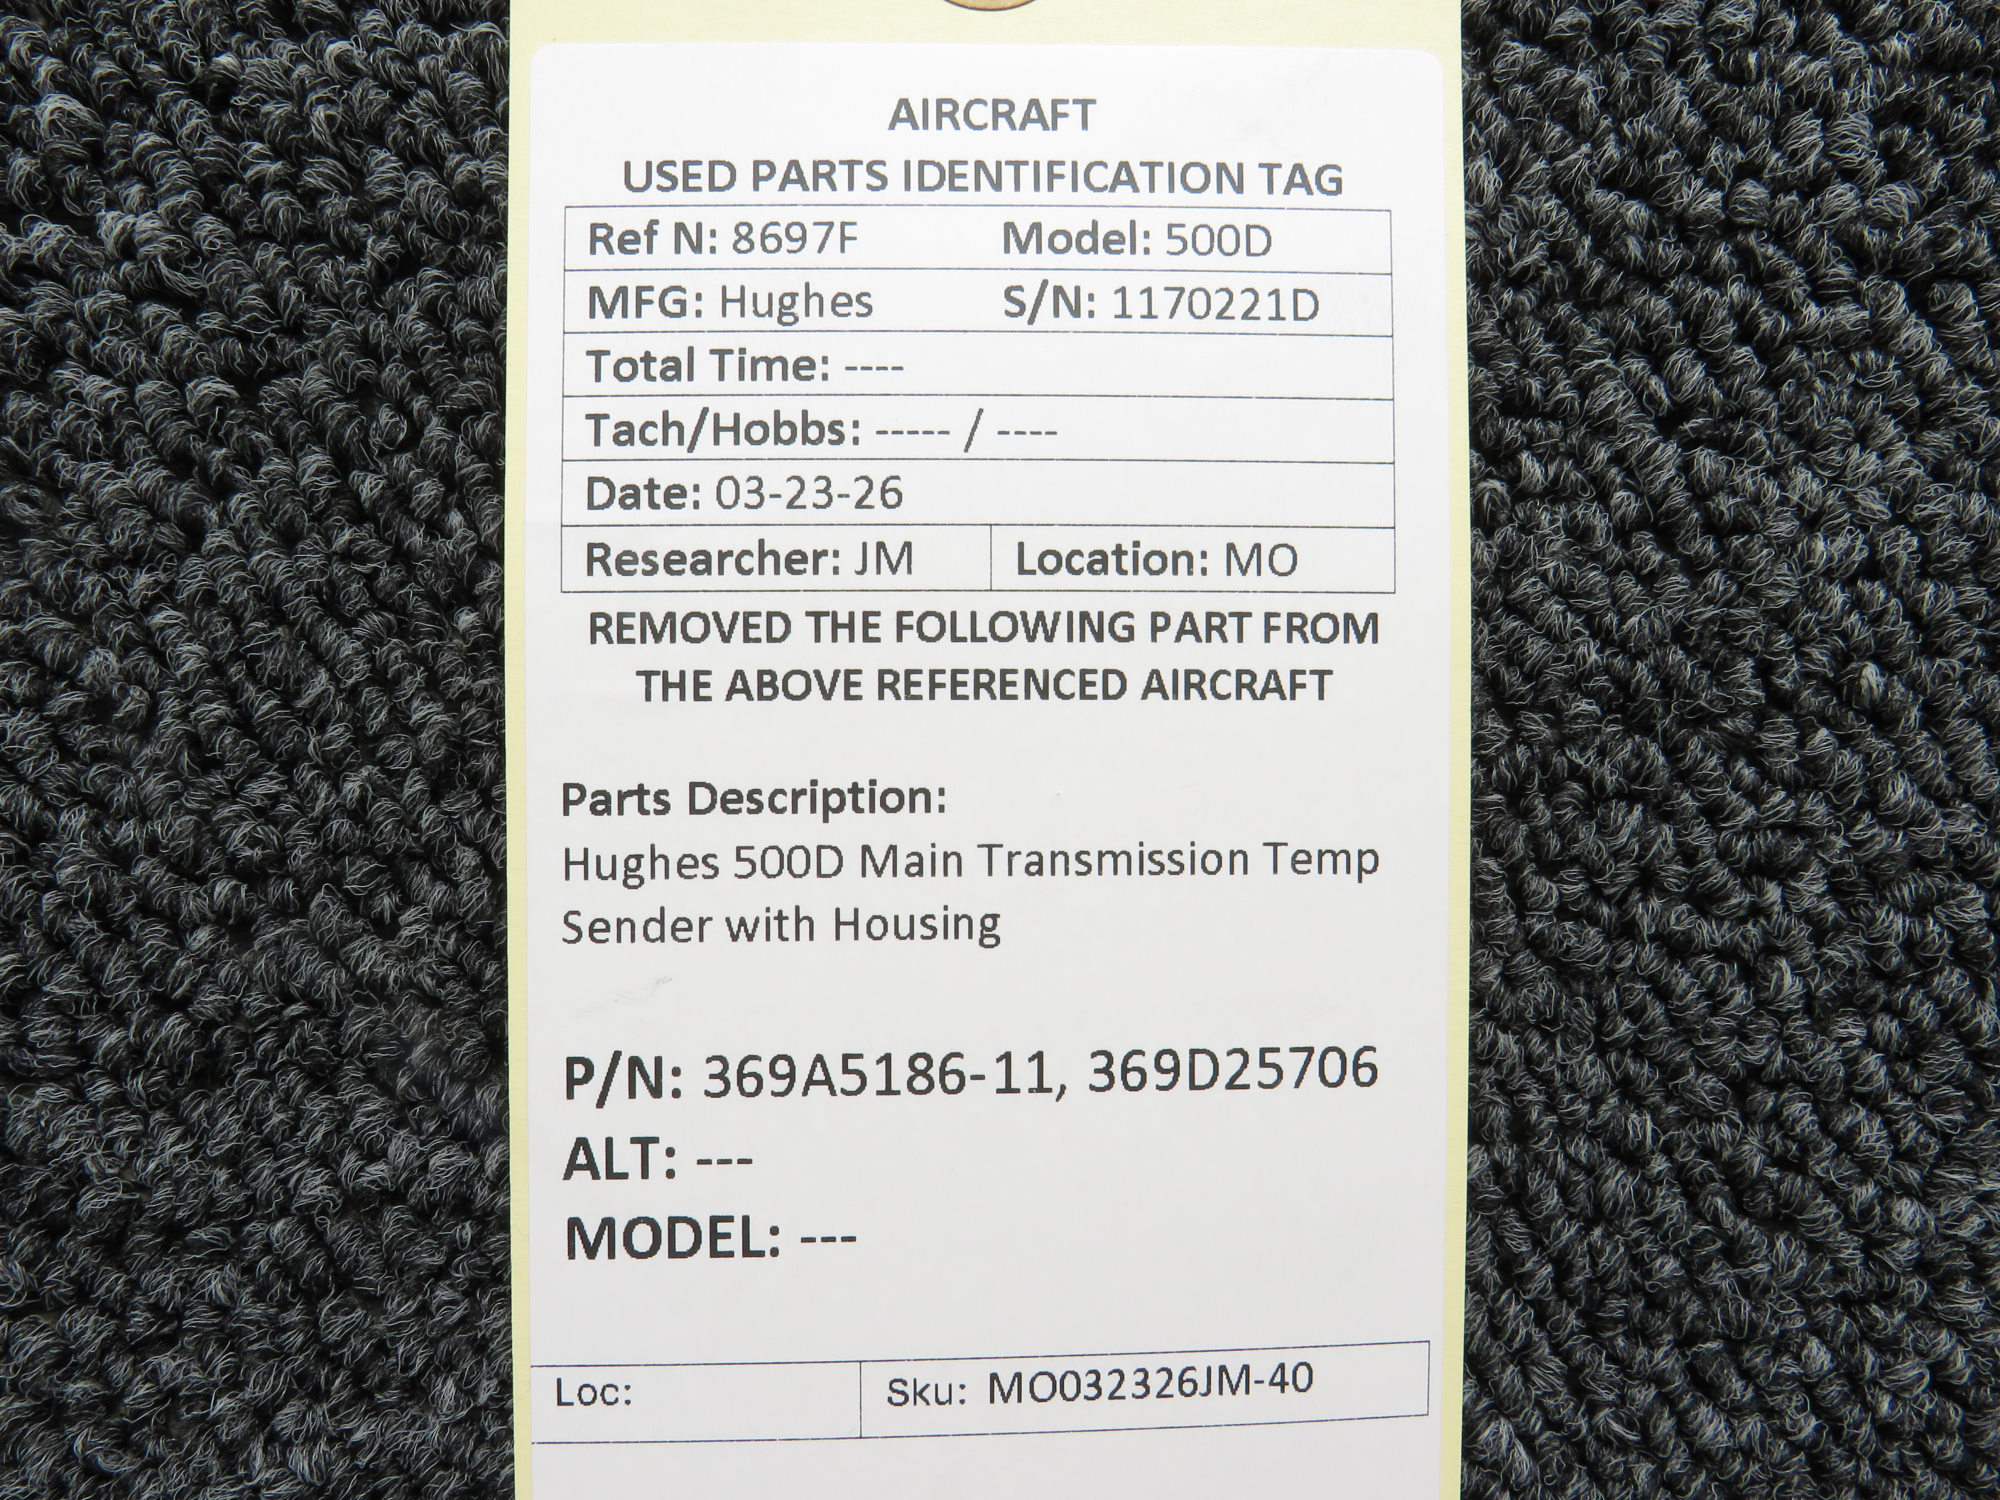 AIRCRAFT
USED PARTS IDENTIFICATION TAG
Ref N: 8697F Model: 500D
MFG: Hughes S/N: 1170221D
Total Time: ----
Tach/Hobbs: ----- / ----
Date: 03-23-26
Researcher: JM Location: MO
REMOVED THE FOLLOWING PART FROM
THE ABOVE REFERENCED AIRCRAFT
Parts Description:
Hughes 500D Main Transmission Temp
Sender with Housing
P/N: 369A5186-11, 369D25706
ALT: ---
MODEL: ---
Loc: Sku: MO032326JM-40